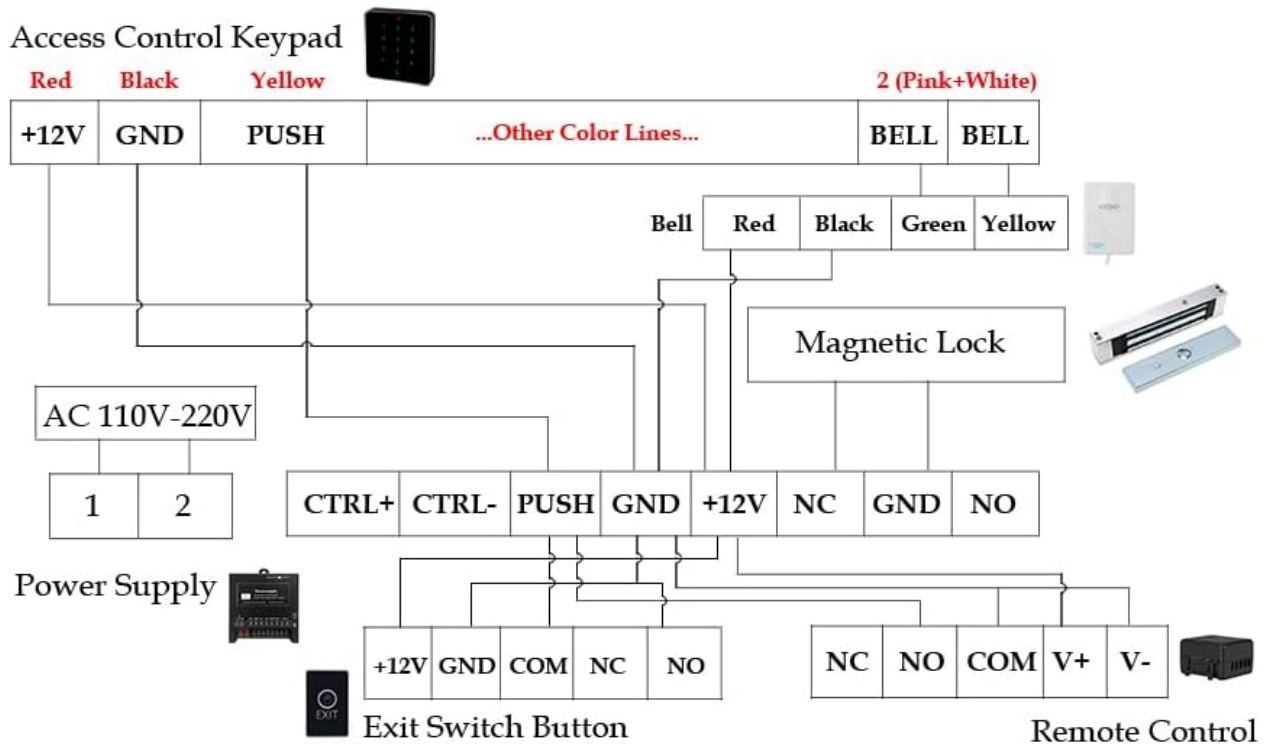 Access Control Keypad
Red Black Yellow 2 (Pink+White)
+12V GND PUSH ...Other Color Lines... BELL BELL
Bell Red Black Green Yellow
Magnetic Lock
AC 110V-220V
1 2
CTRL+ CTRL- PUSH GND +12V NC GND NO
Power Supply
+12V GND COM NC NO
NC NO COM V+ V-
EXIT
Exit Switch Button
Remote Control